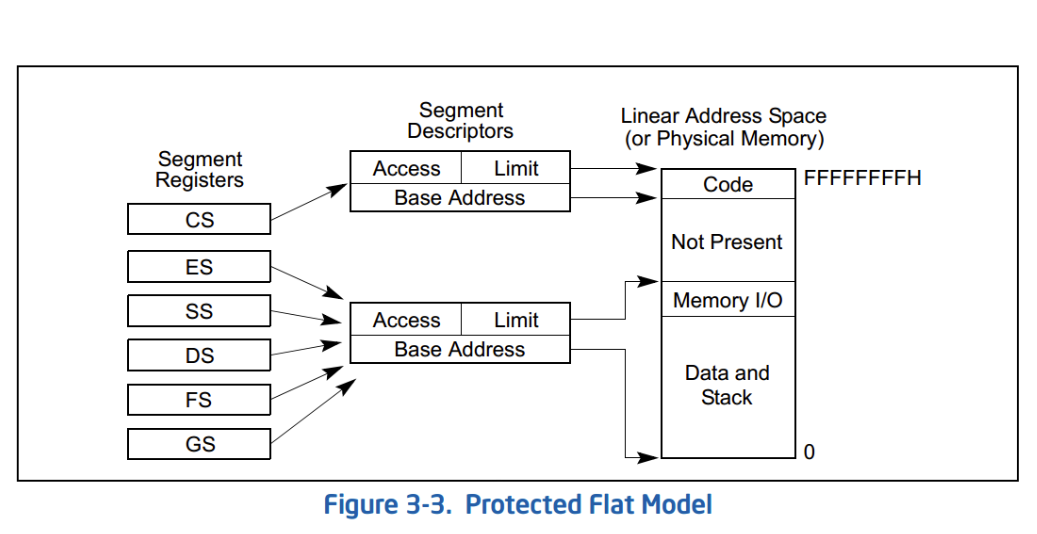 Segment
Registers
CS
ES
SS
DS
FS
GS
Segment
Descriptors
Access Limit
Base Address
Access Limit
Base Address
Linear Address Space
(or Physical Memory)
Code
FFFFFFFFH
Not Present
Memory I/O
Data and
Stack
0
Figure 3-3. Protected Flat Model